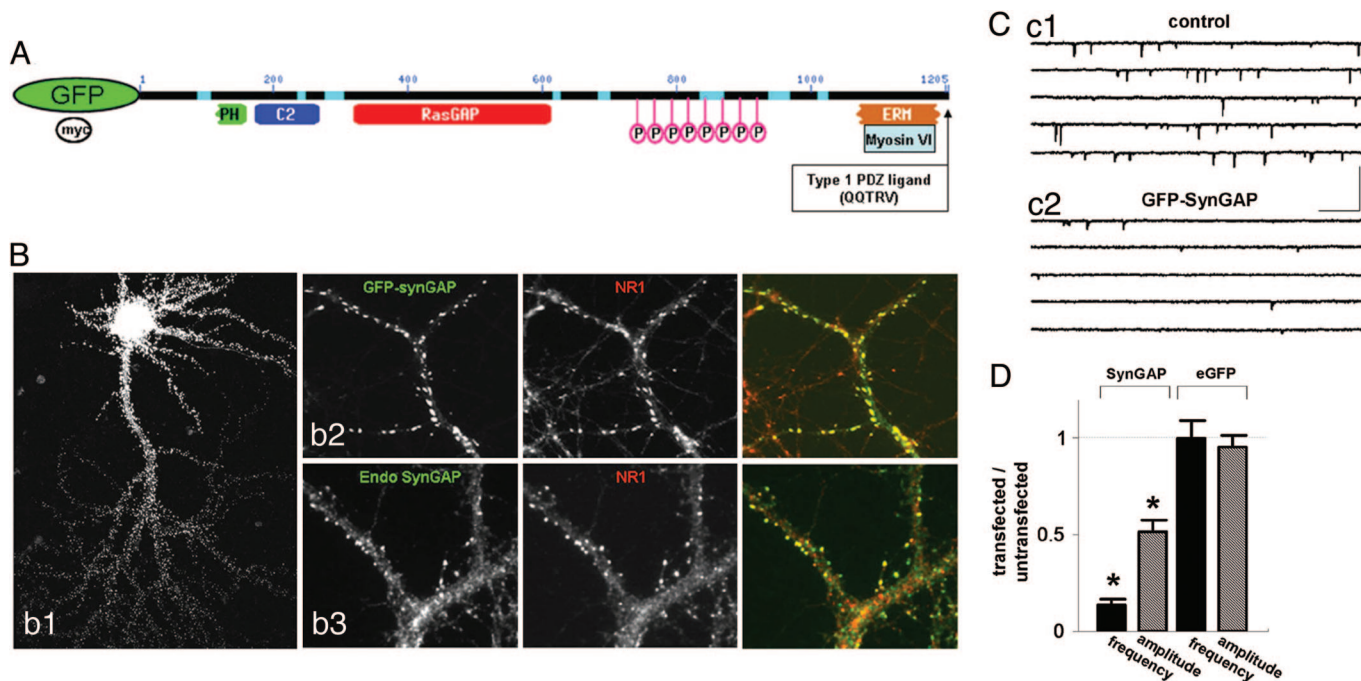 A
GFP
myc
1 200 400 600 800 1000 1205
PH C2 RasGAP P P P P P P P P ERM
Myosin VI
Type 1 PDZ ligand
(QQTRV)
B
b1
GFP-synGAP NR1
b2
Endo SynGAP NR1
b3
C
c1 control
c2 GFP-SynGAP
D
SynGAP eGFP
transfected /
untransfected
1
0.5
0
* *
frequency amplitude frequency amplitude